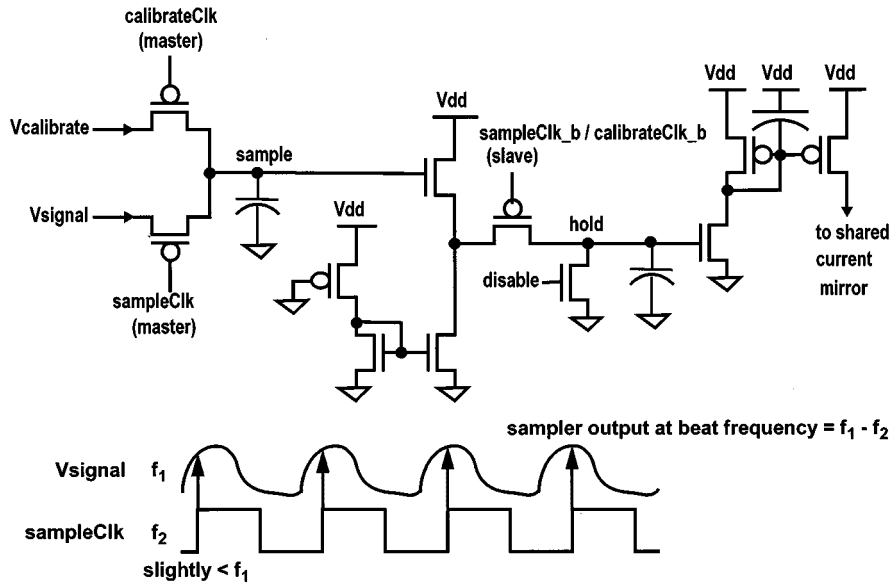 calibrateClk
(master)
Vdd
Vdd
Vdd
Vdd
sampleClk_b / calibrateClk_b
(slave)
Vcalibrate
sample
Vsignal
Vdd
hold
to shared
current
mirror
disable
sampleClk
(master)
sampler output at beat frequency = f1 - f2
Vsignal f1
sampleClk f2
slightly < f1